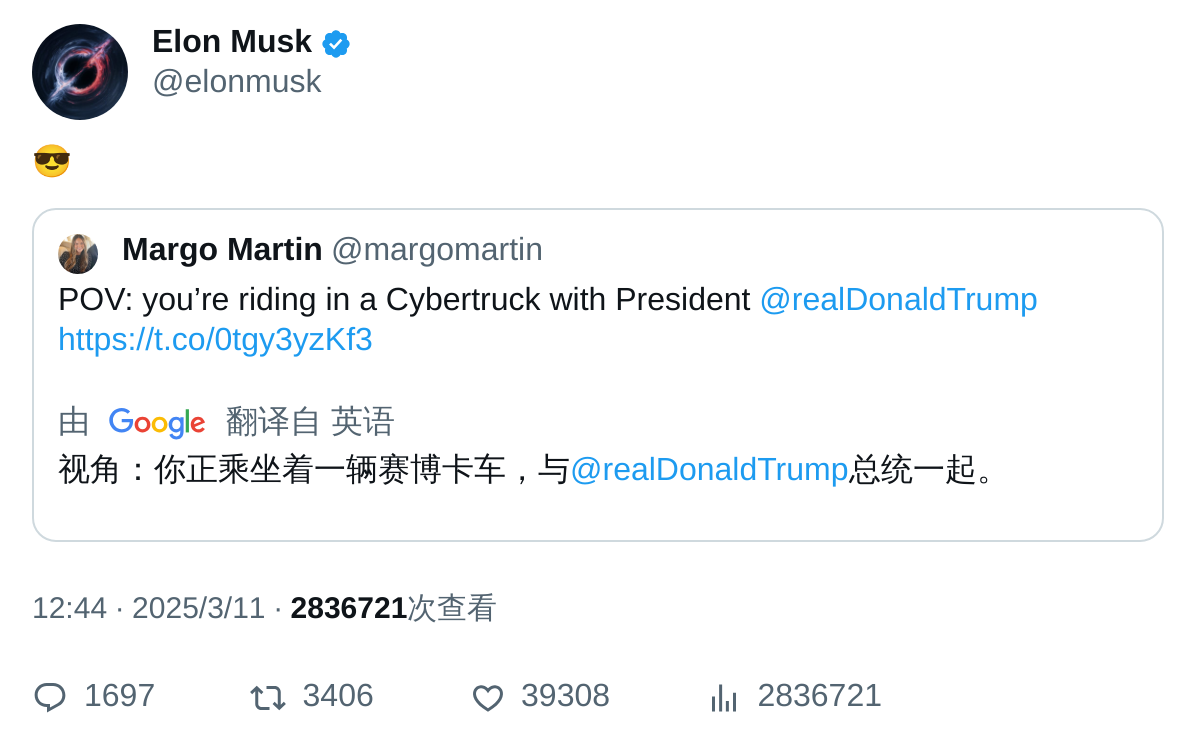 Elon Musk
@elonmusk
😎
Margo Martin @margomartin
POV: you’re riding in a Cybertruck with President @realDonaldTrump
https://t.co/0tgy3yzKf3
由 Google 翻译自 英语
视角：你正乘坐着一辆赛博卡车，与@realDonaldTrump总统一起。
12:44 · 2025/3/11 · 2836721次查看
1697 3406 39308 2836721